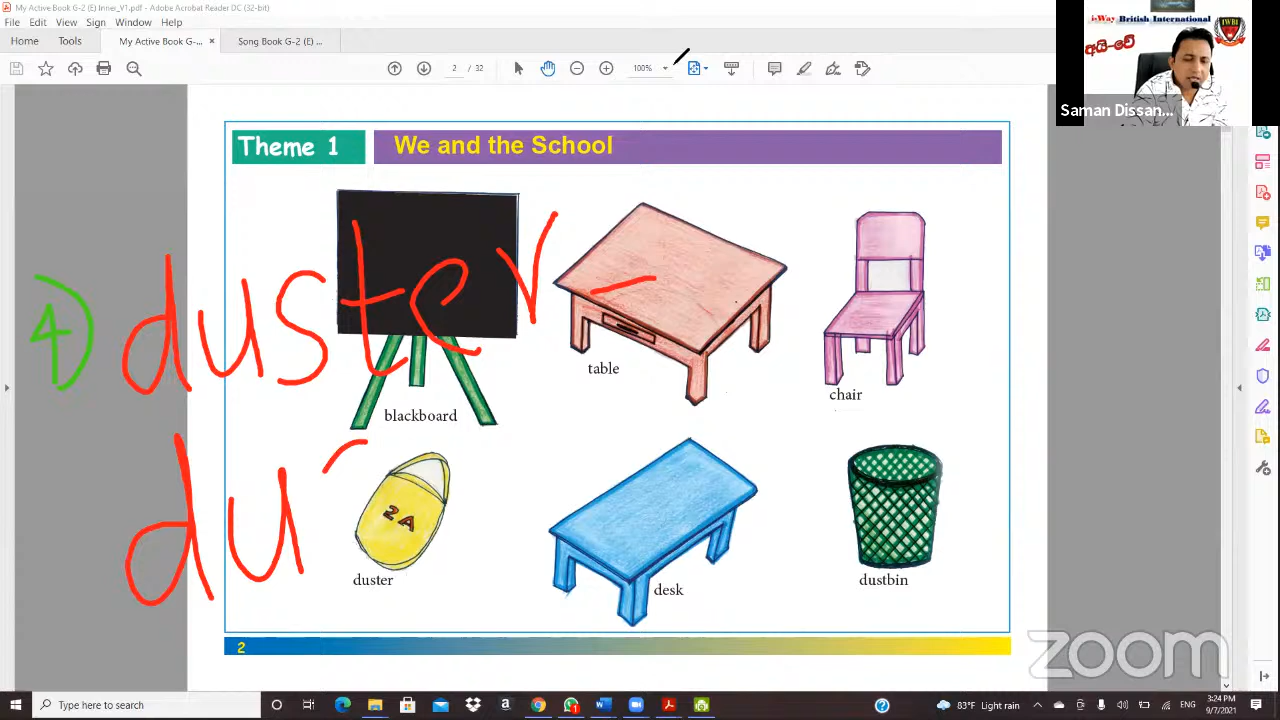 My Active Book G-2 (E) Inner_V1.pdf - Adobe Acrobat Reader DC (32-bit)
File Edit View Sign Window Help
Home Tools My Active Book G-... × Song Book G-2 (E) ...
2 100%
i-Way British International
IWBI
අයි-වේ
Saman Dissan...
Theme 1 We and the School
4) duster -
du
blackboard
table
chair
2 A
duster
desk
dustbin
2
zoom
Type here to search
83°F Light rain
3:24 PM
9/7/2021